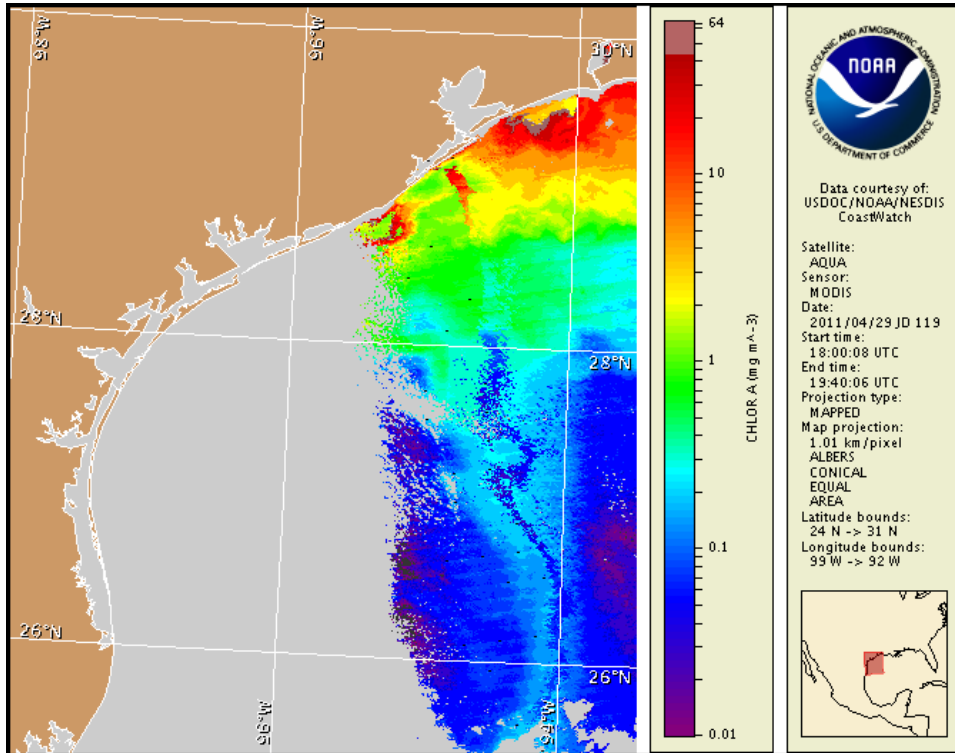 98°W
96°W
30°N
28°N
28°N
26°N
26°N
96°W
94°W
64
10
1
0.1
0.01
CHLOR A (mg m^-3)
NATIONAL OCEANIC AND ATMOSPHERIC ADMINISTRATION
NOAA
U.S. DEPARTMENT OF COMMERCE
Data courtesy of:
USDOC/NOAA/NESDIS
CoastWatch
Satellite:
AQUA
Sensor:
MODIS
Date:
2011/04/29 JD 119
Start time:
18:00:08 UTC
End time:
19:40:06 UTC
Projection type:
MAPPED
Map projection:
1.01 km/pixel
ALBERS
CONICAL
EQUAL
AREA
Latitude bounds:
24 N -> 31 N
Longitude bounds:
99 W -> 92 W